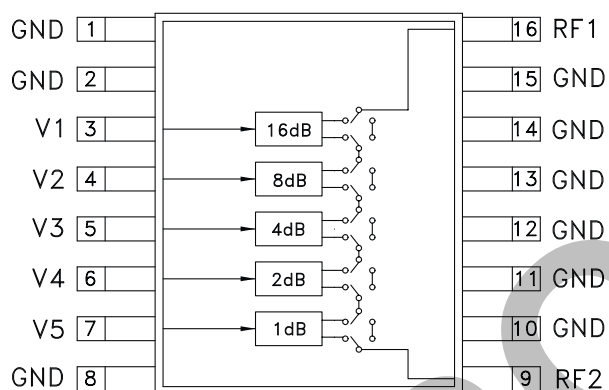 GND 1 16 RF1
GND 2 15 GND
V1 3 16dB 14 GND
V2 4 8dB 13 GND
V3 5 4dB 12 GND
V4 6 2dB 11 GND
V5 7 1dB 10 GND
GND 8 9 RF2